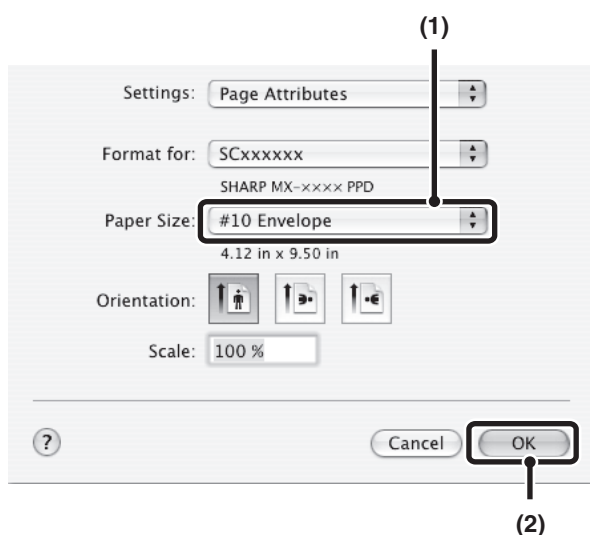 (1)
Settings: Page Attributes
Format for: SCxxxxxx
SHARP MX-×××× PPD
Paper Size: #10 Envelope
4.12 in x 9.50 in
Orientation:
Scale: 100 %
? Cancel OK
(2)